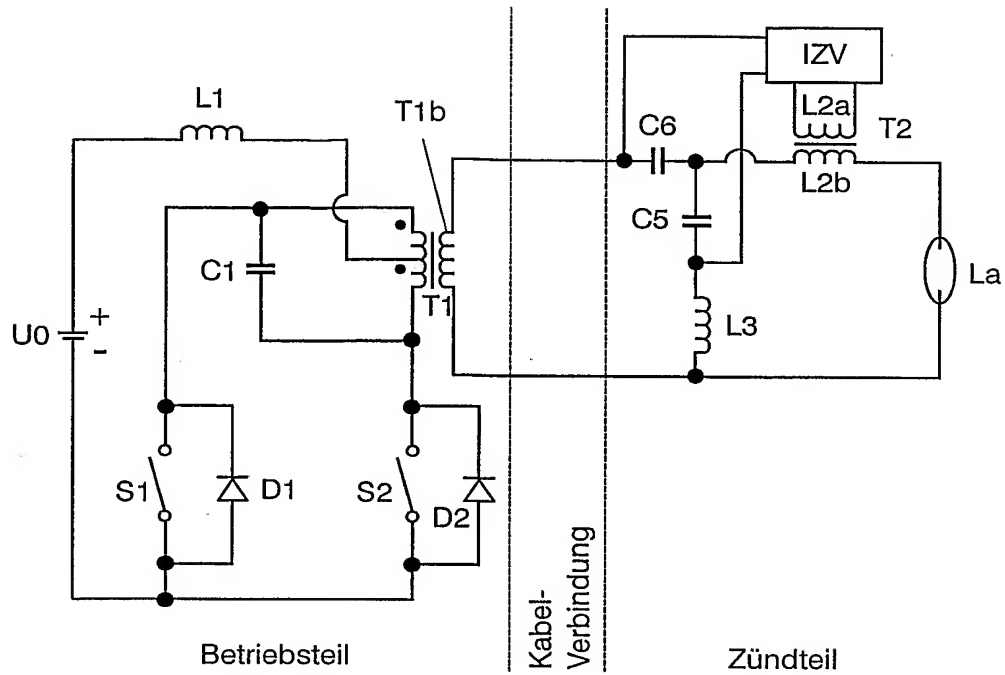 IZV
L1
T1b
L2a
C6
T2
L2b
C5
C1
T1
La
L3
U0
+
-
S1
D1
S2
D2
Kabel-
Verbindung
Betriebsteil
Zündteil